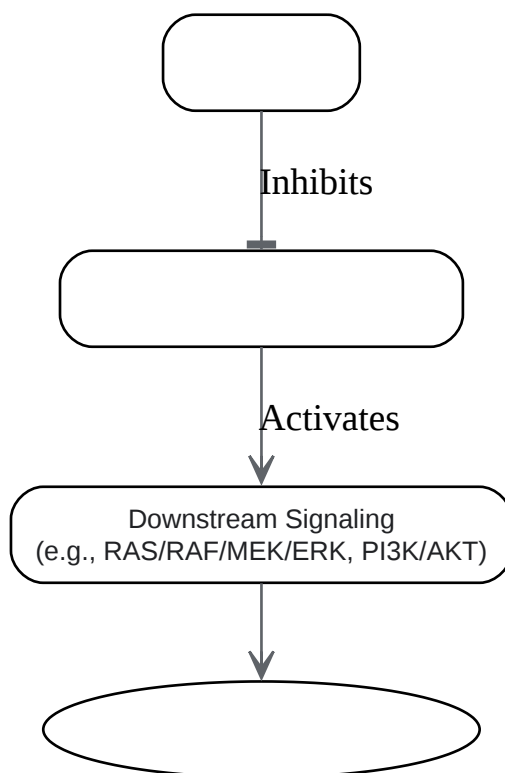 Inhibits
Activates
Downstream Signaling
(e.g., RAS/RAF/MEK/ERK, PI3K/AKT)